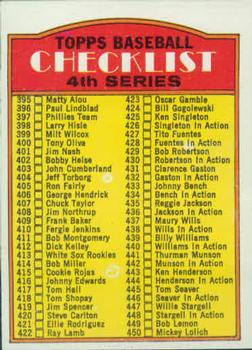 TOPPS BASEBALL
CHECKLIST
4th SERIES
395 Matty Alou
396 Paul Lindblad
397 Phillies Team
398 Larry Hisle
399 Milt Wilcox
400 Tony Oliva
401 Jim Nash
402 Bobby Heise
403 John Cumberland
404 Jeff Torborg
405 Ron Fairly
406 George Hendrick
407 Chuck Taylor
408 Jim Northrup
409 Frank Baker
410 Fergie Jenkins
411 Bob Montgomery
412 Dick Kelley
413 White Sox Rookies
414 Bob Miller
415 Cookie Rojas
416 Johnny Edwards
417 Tom Hall
418 Tom Shopay
419 Jim Spencer
420 Steve Carlton
421 Ellie Rodriguez
422 Ray Lamb
423 Oscar Gamble
424 Bill Gogolewski
425 Ken Singleton
426 Singleton In Action
427 Tito Fuentes
428 Fuentes In Action
429 Bob Robertson
430 Robertson In Action
431 Clarence Gaston
432 Gaston In Action
433 Johnny Bench
434 Bench In Action
435 Reggie Jackson
436 Jackson In Action
437 Maury Wills
438 Wills In Action
439 Billy Williams
440 Williams In Action
441 Thurman Munson
442 Munson In Action
443 Ken Henderson
444 Henderson In Action
445 Tom Seaver
446 Seaver In Action
447 Willie Stargell
448 Stargell In Action
449 Bob Lemon
450 Mickey Lolich